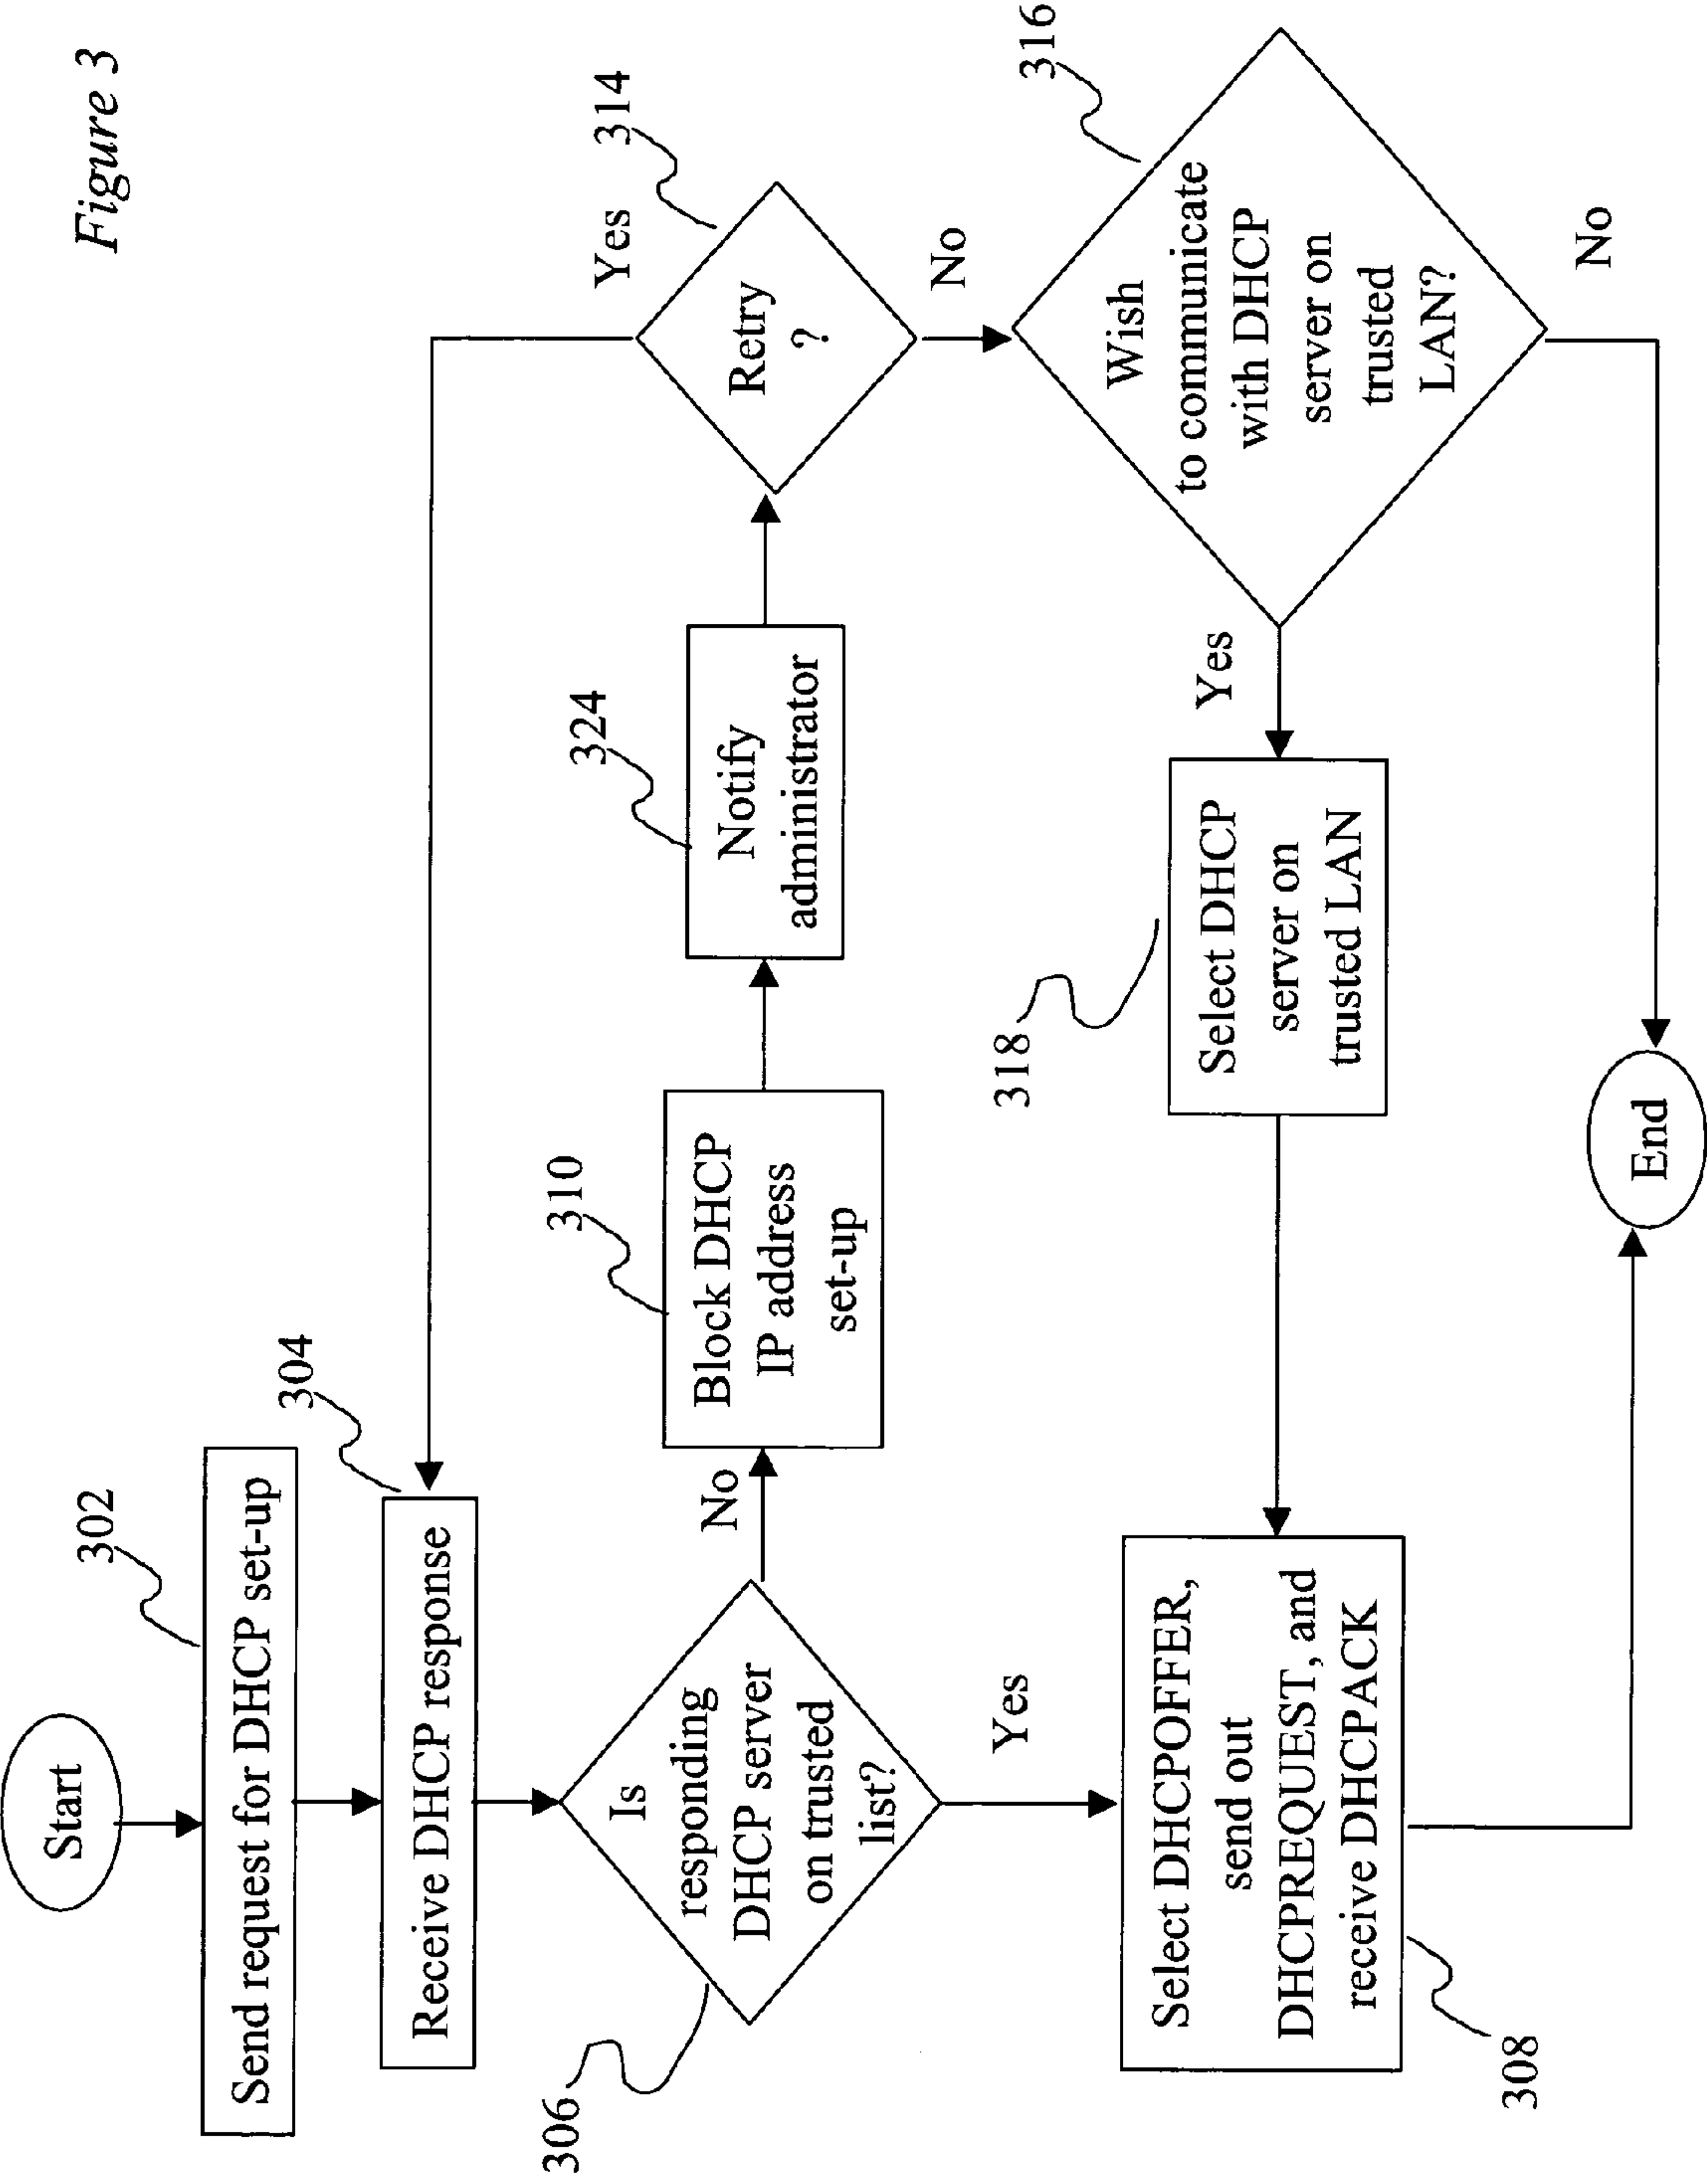 Figure 3
Start
302
Send request for DHCP set-up
304
Receive DHCP response
306
Is
responding
DHCP server
on trusted
list?
No
Yes
310
Block DHCP
IP address
set-up
324
Notify
administrator
314
Retry
?
Yes
No
316
Wish
to communicate
with DHCP
server on
trusted
LAN?
Yes
No
318
Select DHCP
server on
trusted LAN
308
Select DHCPOFFER,
send out
DHCPREQUEST, and
receive DHCPACK
End